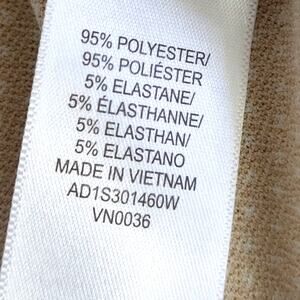 95% POLYESTER/
95% POLIÉSTER
5% ELASTANE/
5% ÉLASTHANNE/
5% ELASTHAN/
5% ELASTANO
MADE IN VIETNAM
AD1S301460W
VN0036